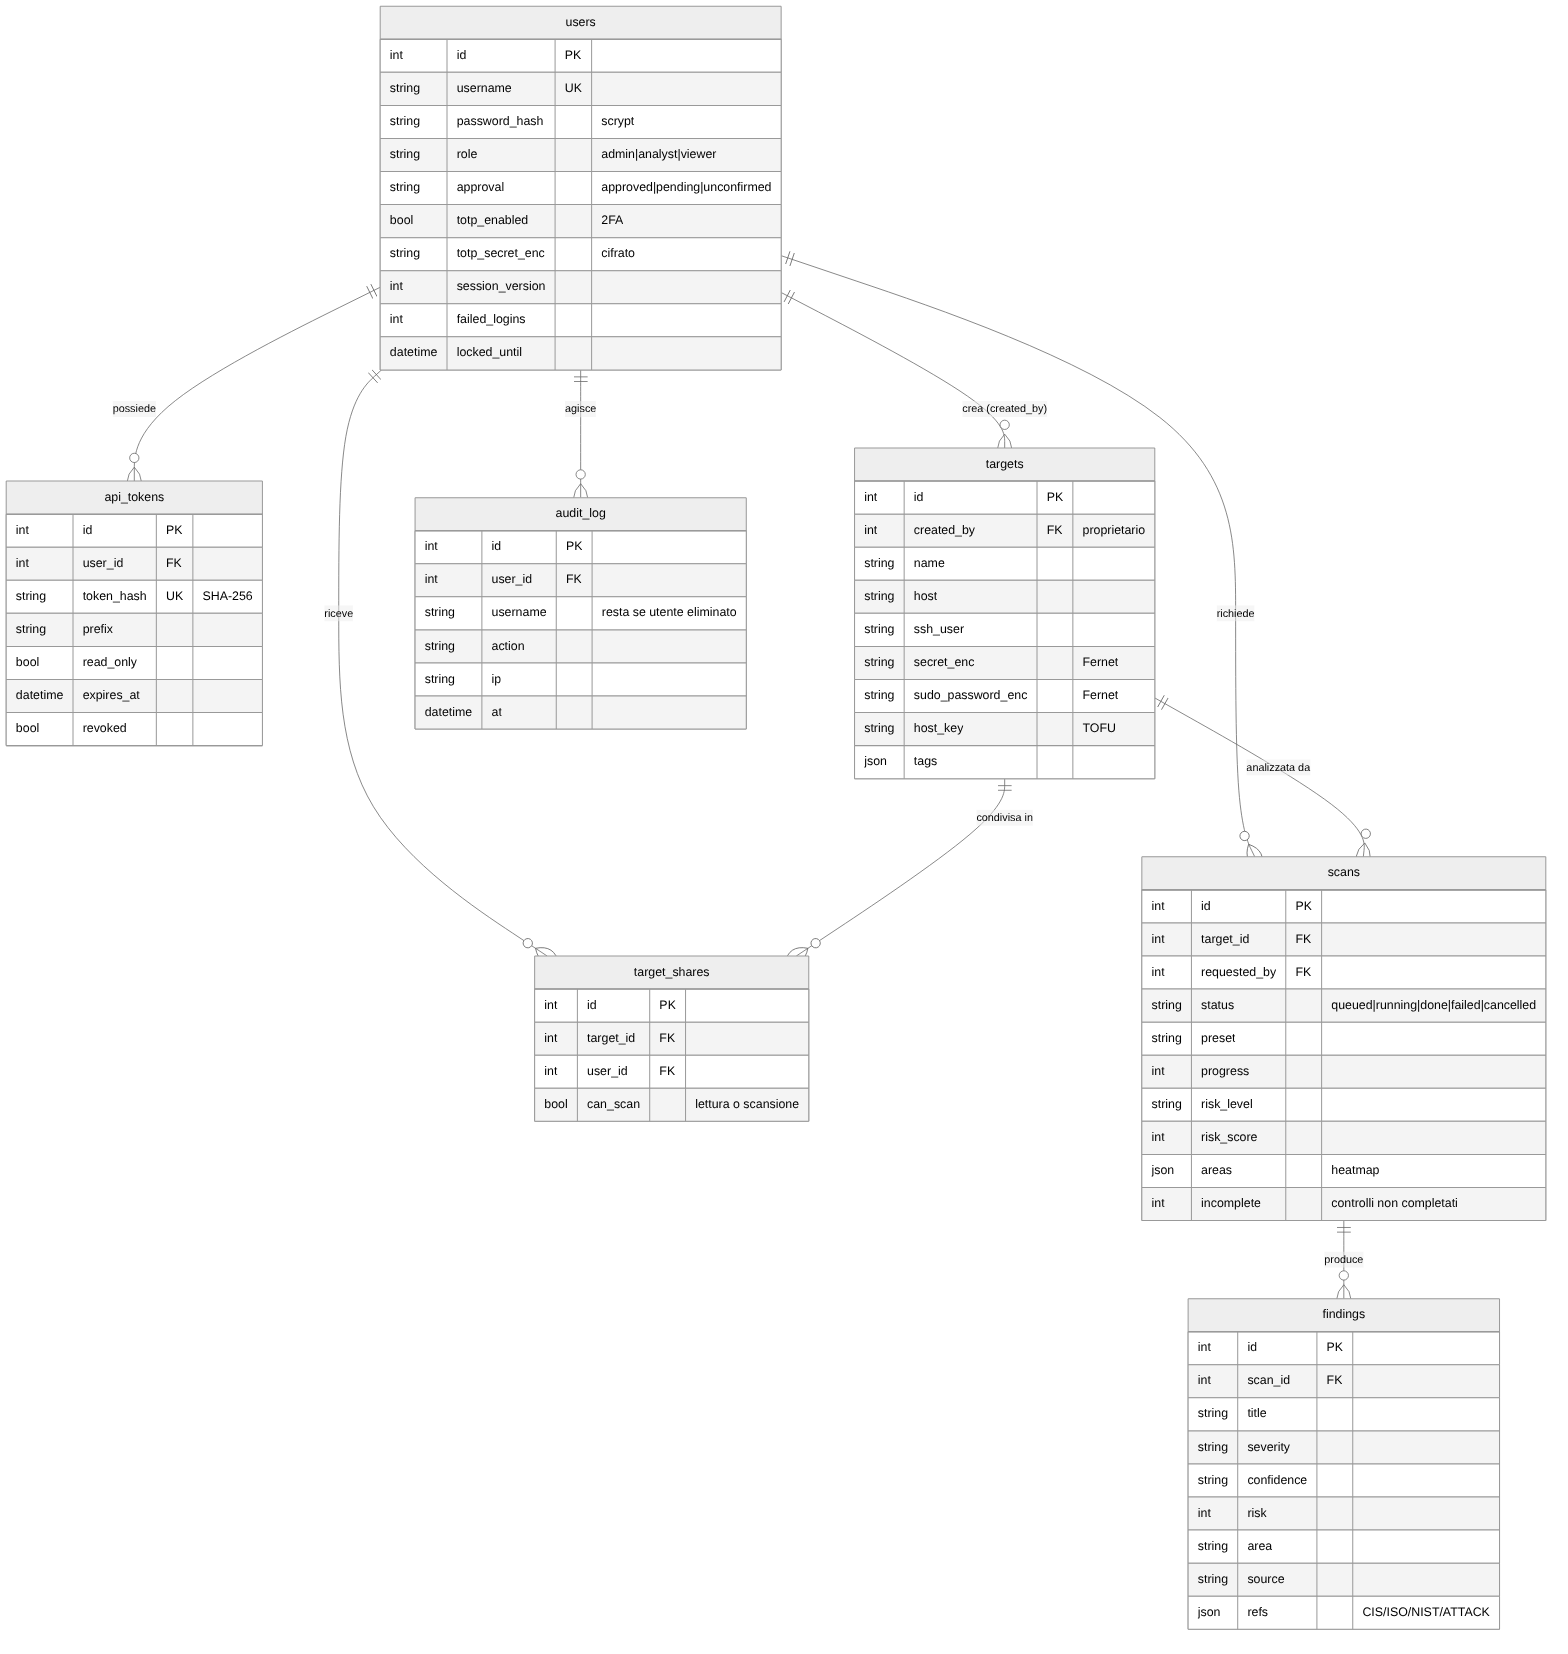 users
int id PK
string username UK
string password_hash scrypt
string role admin|analyst|viewer
string approval approved|pending|unconfirmed
bool totp_enabled 2FA
string totp_secret_enc cifrato
int session_version
int failed_logins
datetime locked_until
possiede
agisce
crea (created_by)
riceve
richiede
api_tokens
int id PK
int user_id FK
string token_hash UK SHA-256
string prefix
bool read_only
datetime expires_at
bool revoked
audit_log
int id PK
int user_id FK
string username resta se utente eliminato
string action
string ip
datetime at
targets
int id PK
int created_by FK proprietario
string name
string host
string ssh_user
string secret_enc Fernet
string sudo_password_enc Fernet
string host_key TOFU
json tags
analizzata da
condivisa in
target_shares
int id PK
int target_id FK
int user_id FK
bool can_scan lettura o scansione
scans
int id PK
int target_id FK
int requested_by FK
string status queued|running|done|failed|cancelled
string preset
int progress
string risk_level
int risk_score
json areas heatmap
int incomplete controlli non completati
produce
findings
int id PK
int scan_id FK
string title
string severity
string confidence
int risk
string area
string source
json refs CIS/ISO/NIST/ATTACK